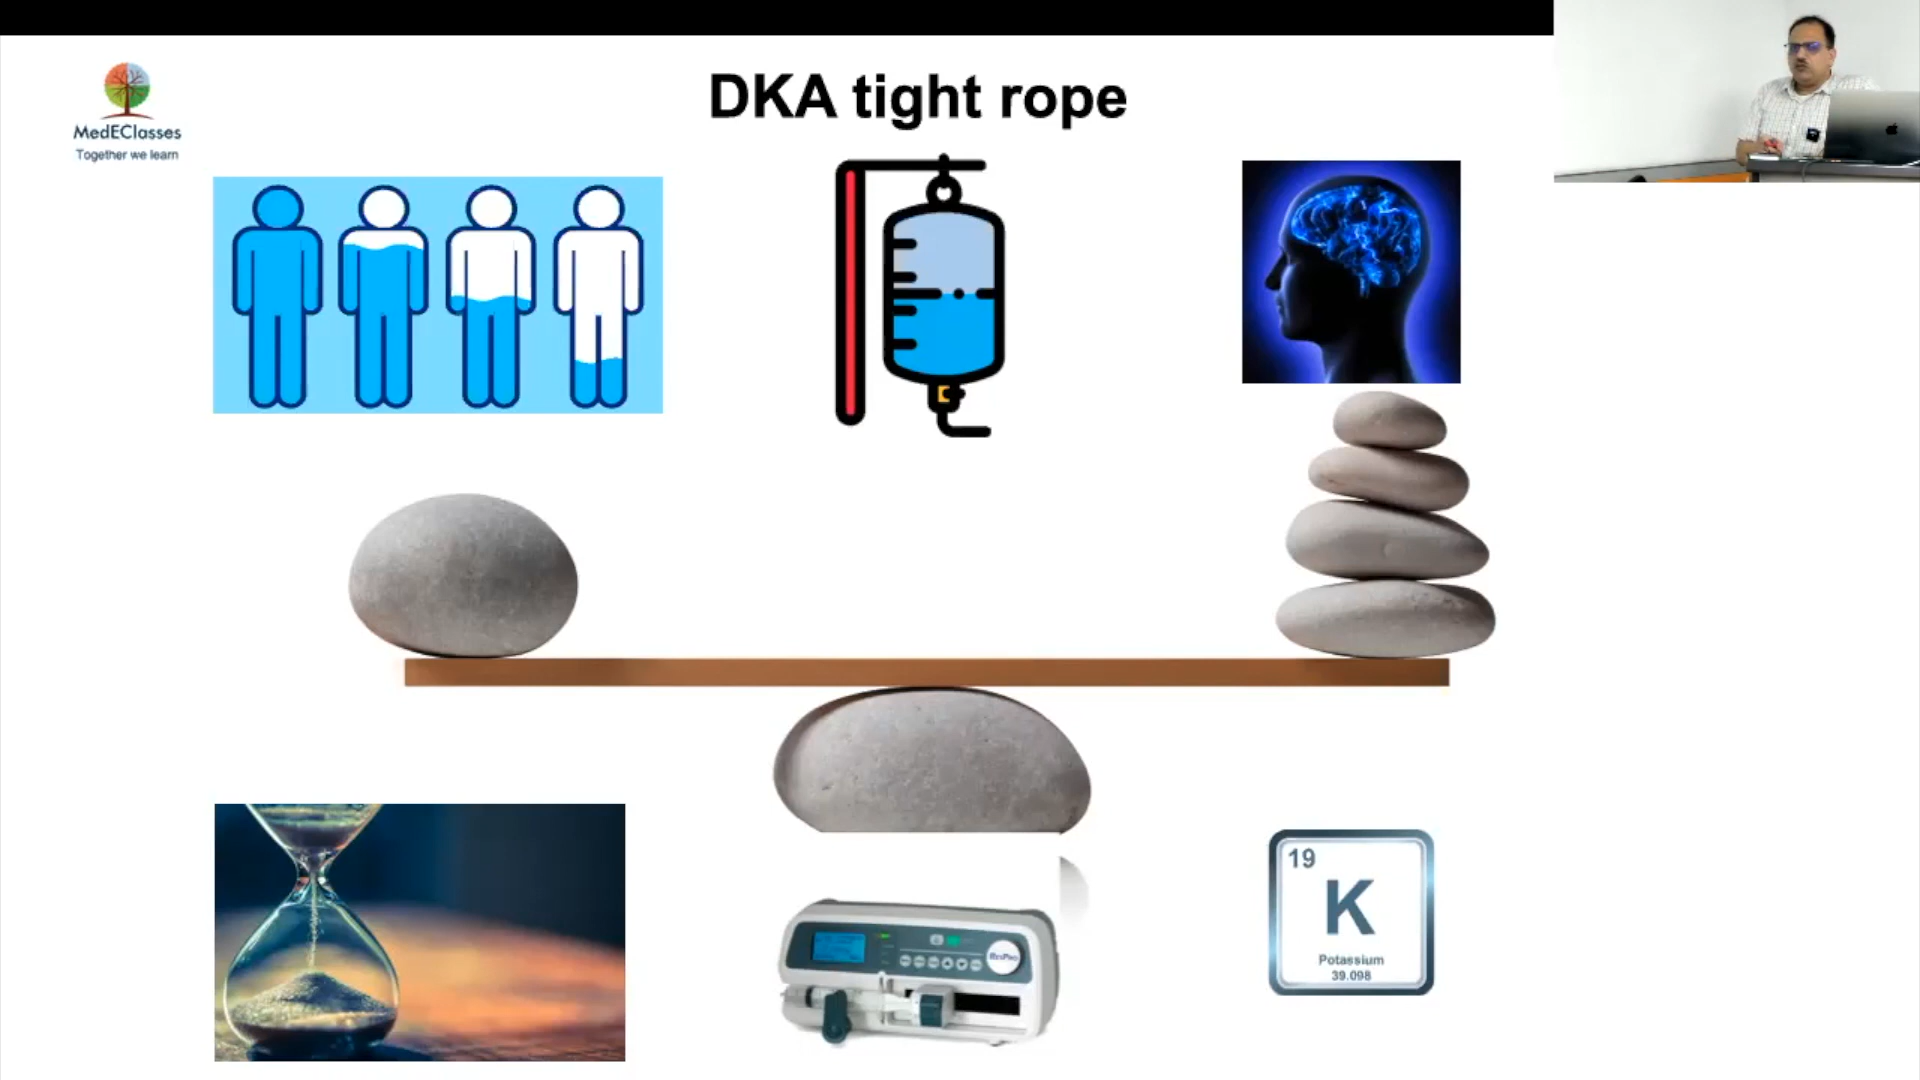 DKA tight rope
MedEClasses
Together we learn
19
K
Potassium
39.098